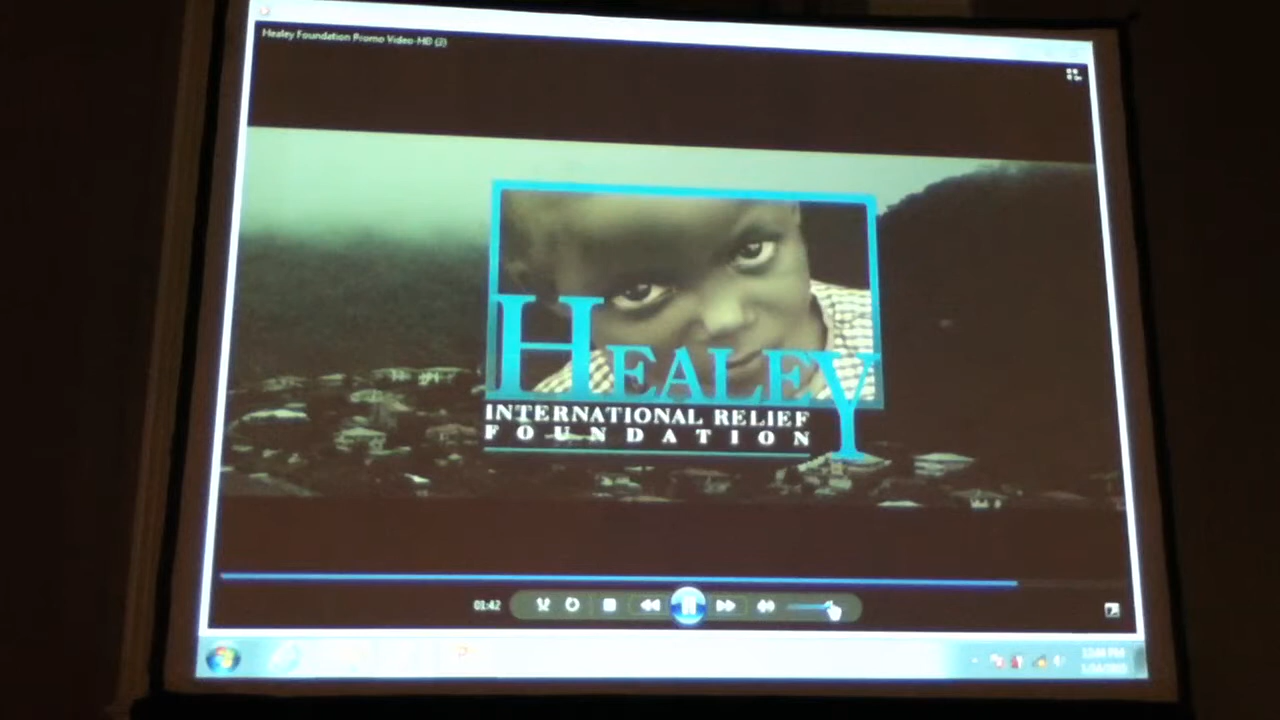 Healey Foundation Promo Video-HD (2)
HEALEY
INTERNATIONAL RELIEF
FOUNDATION
01:42